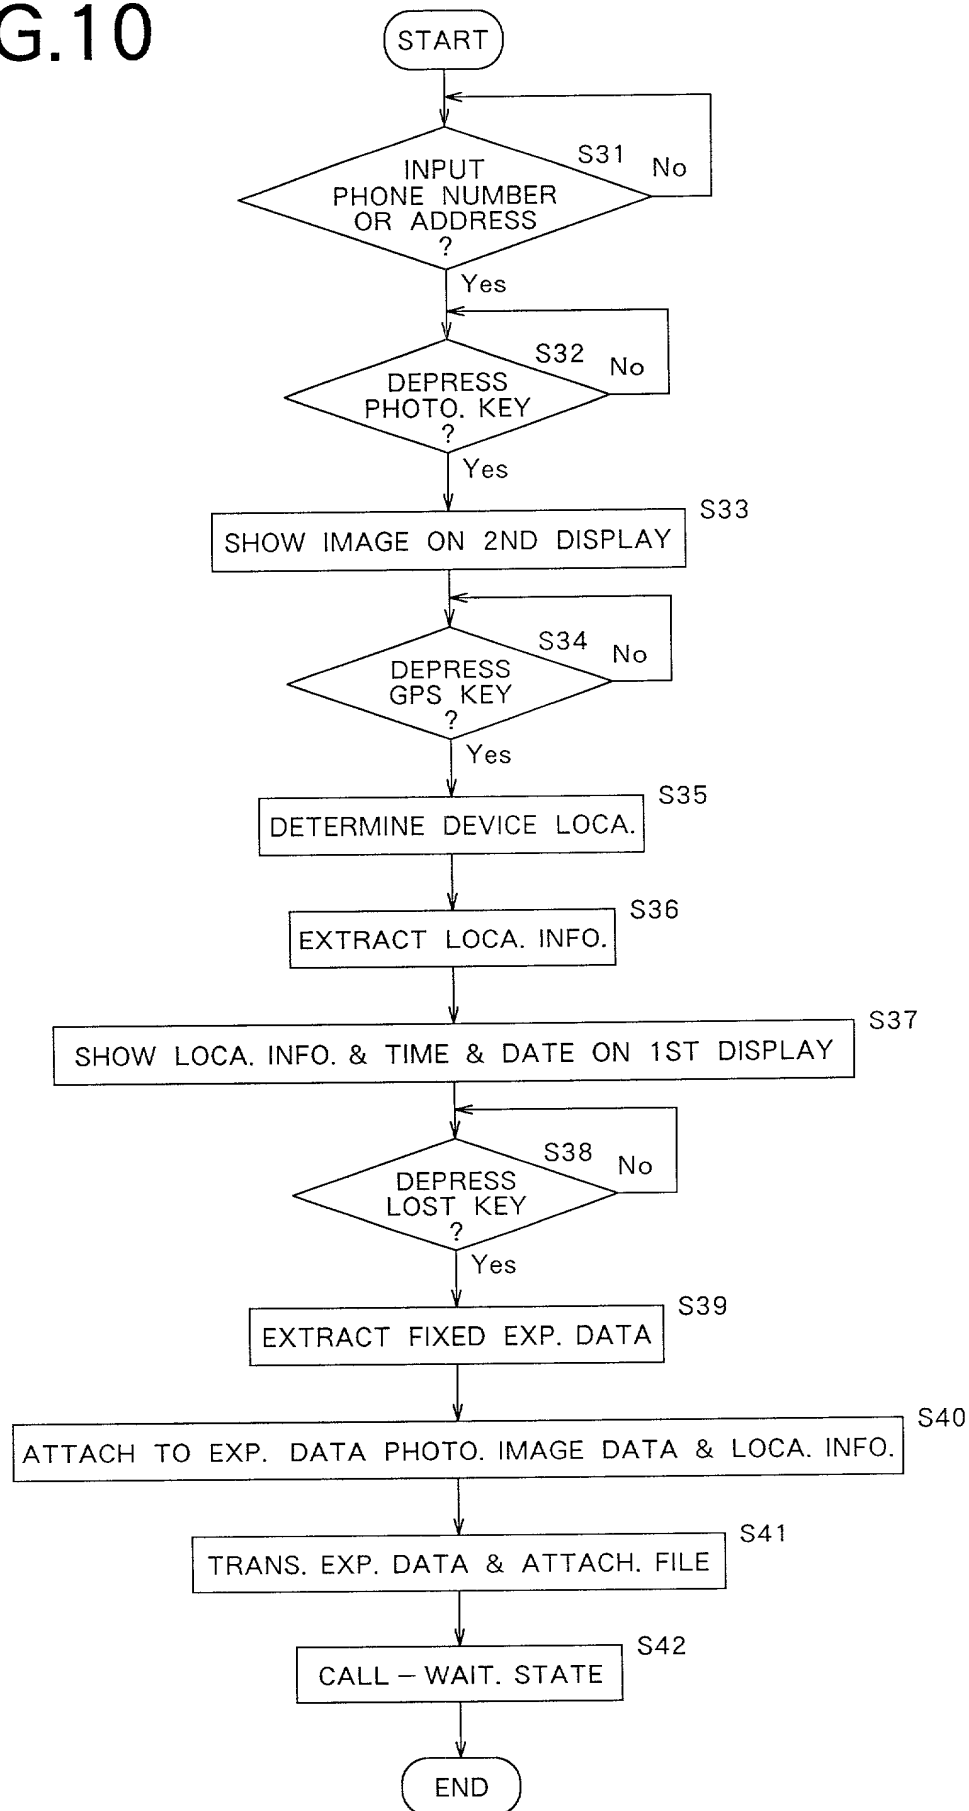 G.10
START
S31
No
INPUT
PHONE NUMBER
OR ADDRESS
?
Yes
S32
No
DEPRESS
PHOTO. KEY
?
Yes
S33
SHOW IMAGE ON 2ND DISPLAY
S34
No
DEPRESS
GPS KEY
?
Yes
S35
DETERMINE DEVICE LOCA.
S36
EXTRACT LOCA. INFO.
S37
SHOW LOCA. INFO. & TIME & DATE ON 1ST DISPLAY
S38
No
DEPRESS
LOST KEY
?
Yes
S39
EXTRACT FIXED EXP. DATA
S40
ATTACH TO EXP. DATA PHOTO. IMAGE DATA & LOCA. INFO.
S41
TRANS. EXP. DATA & ATTACH. FILE
S42
CALL – WAIT. STATE
END